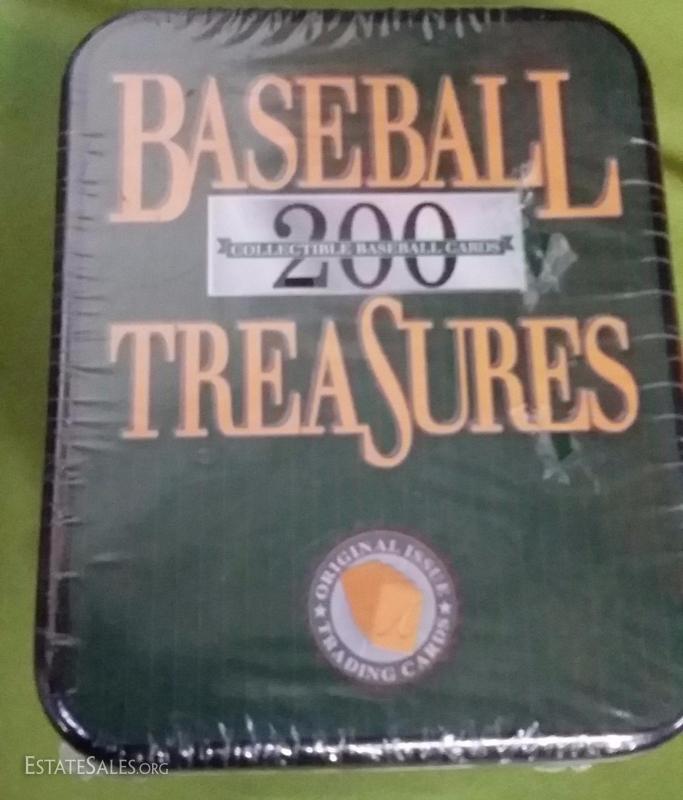 BASEBALL
200
COLLECTIBLE BASEBALL CARDS
TREASURES
★ ORIGINAL ISSUE ★
TRADING CARDS
ESTATESALES.ORG